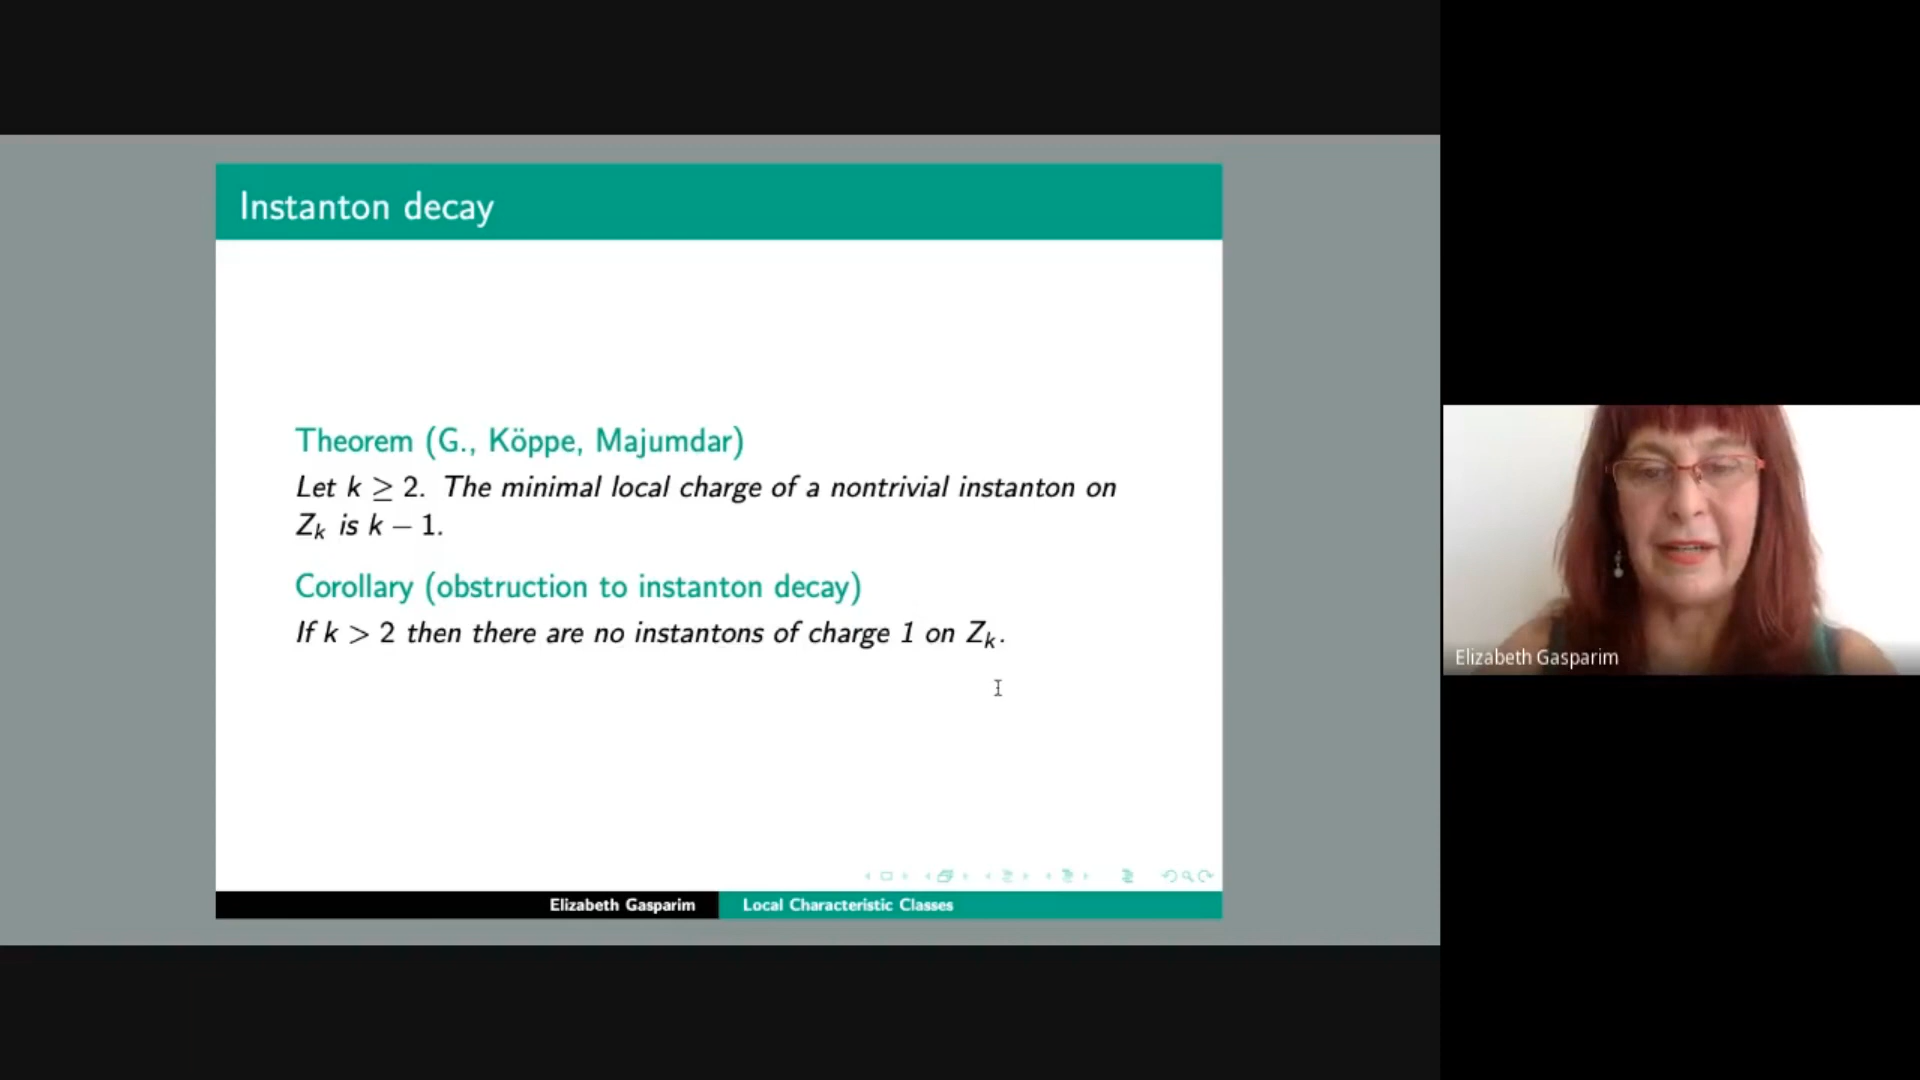 Instanton decay
Theorem (G., Köppe, Majumdar)
Let k ≥ 2. The minimal local charge of a nontrivial instanton on
Zₖ is k − 1.
Corollary (obstruction to instanton decay)
If k > 2 then there are no instantons of charge 1 on Zₖ.
Elizabeth Gasparim
Local Characteristic Classes
Elizabeth Gasparim